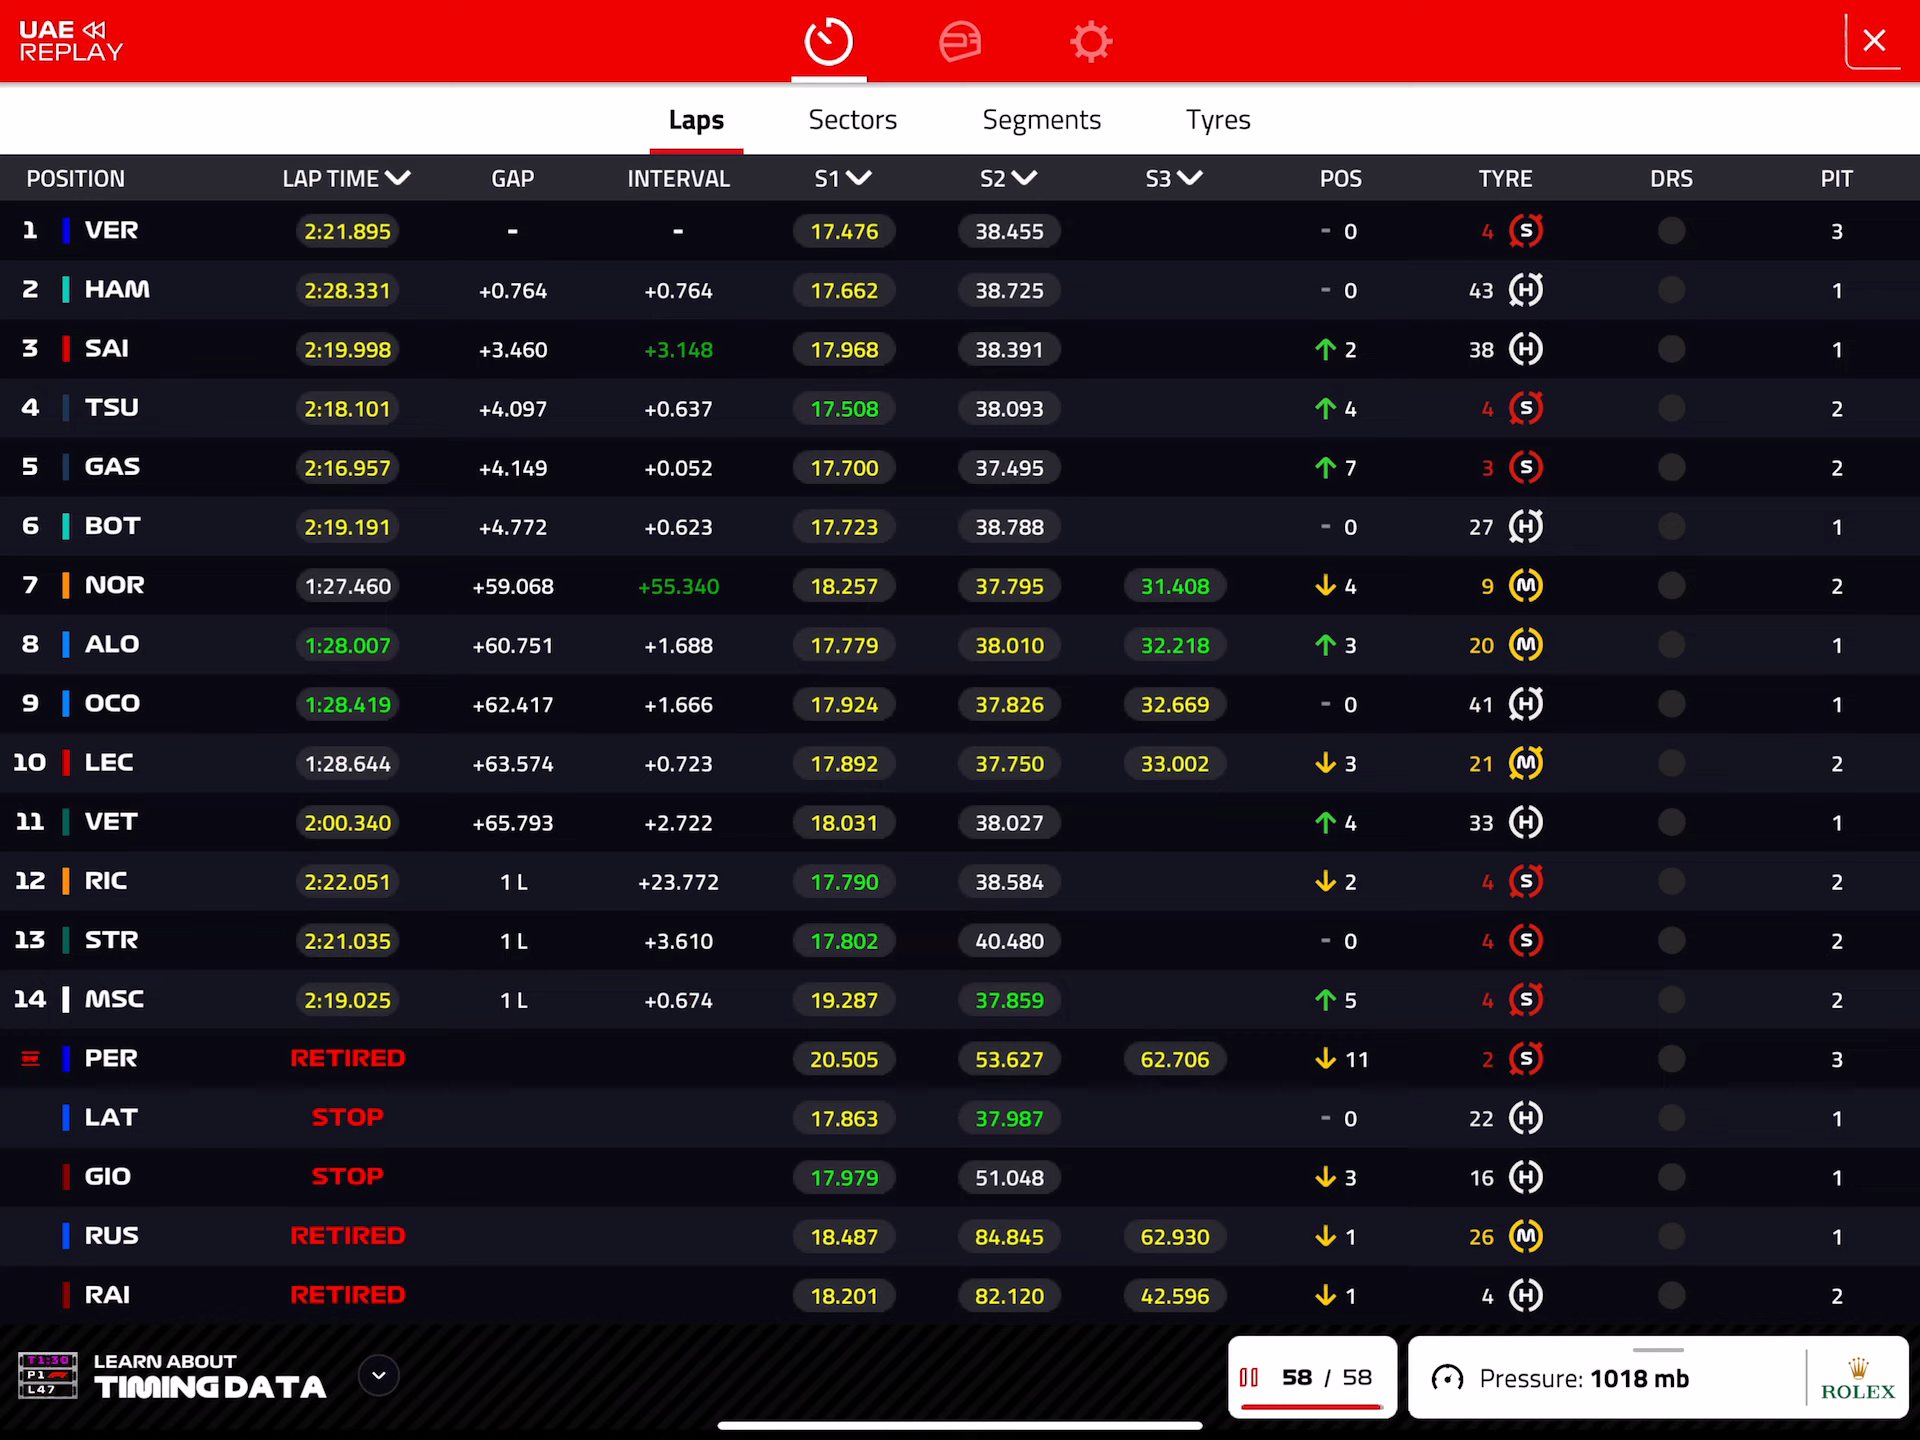 UAE
REPLAY
Laps Sectors Segments Tyres
POSITION LAP TIME GAP INTERVAL S1 S2 S3 POS TYRE DRS PIT
1 VER 2:21.895 - - 17.476 38.455 - 0 4 S 3
2 HAM 2:28.331 +0.764 +0.764 17.662 38.725 - 0 43 H 1
3 SAI 2:19.998 +3.460 +3.148 17.968 38.391 2 38 H 1
4 TSU 2:18.101 +4.097 +0.637 17.508 38.093 4 4 S 2
5 GAS 2:16.957 +4.149 +0.052 17.700 37.495 7 3 S 2
6 BOT 2:19.191 +4.772 +0.623 17.723 38.788 - 0 27 H 1
7 NOR 1:27.460 +59.068 +55.340 18.257 37.795 31.408 4 9 M 2
8 ALO 1:28.007 +60.751 +1.688 17.779 38.010 32.218 3 20 M 1
9 OCO 1:28.419 +62.417 +1.666 17.924 37.826 32.669 - 0 41 H 1
10 LEC 1:28.644 +63.574 +0.723 17.892 37.750 33.002 3 21 M 2
11 VET 2:00.340 +65.793 +2.722 18.031 38.027 4 33 H 1
12 RIC 2:22.051 1 L +23.772 17.790 38.584 2 4 S 2
13 STR 2:21.035 1 L +3.610 17.802 40.480 - 0 4 S 2
14 MSC 2:19.025 1 L +0.674 19.287 37.859 5 4 S 2
PER RETIRED 20.505 53.627 62.706 11 2 S 3
LAT STOP 17.863 37.987 - 0 22 H 1
GIO STOP 17.979 51.048 3 16 H 1
RUS RETIRED 18.487 84.845 62.930 1 26 M 1
RAI RETIRED 18.201 82.120 42.596 1 4 H 2
T1:30
P1
L47
LEARN ABOUT
TIMING DATA
58 / 58
Pressure: 1018 mb
ROLEX